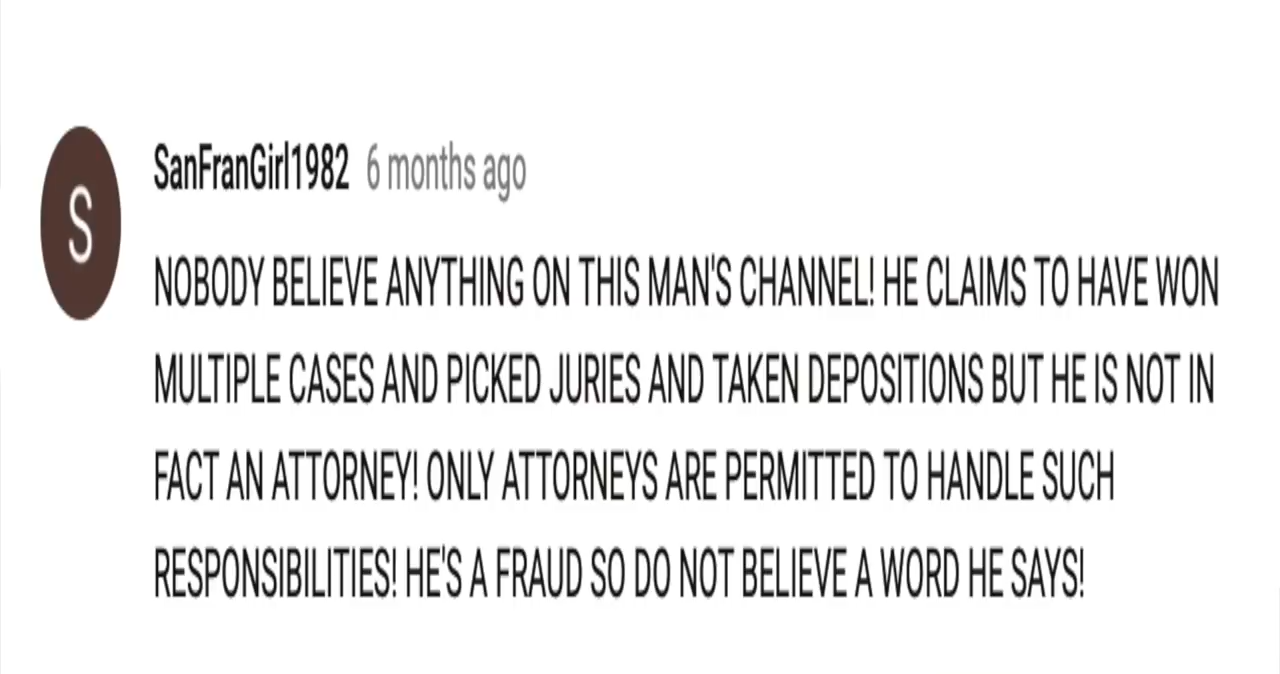 S
SanFranGirl1982 6 months ago
NOBODY BELIEVE ANYTHING ON THIS MAN'S CHANNEL! HE CLAIMS TO HAVE WON
MULTIPLE CASES AND PICKED JURIES AND TAKEN DEPOSITIONS BUT HE IS NOT IN
FACT AN ATTORNEY! ONLY ATTORNEYS ARE PERMITTED TO HANDLE SUCH
RESPONSIBILITIES! HE'S A FRAUD SO DO NOT BELIEVE A WORD HE SAYS!